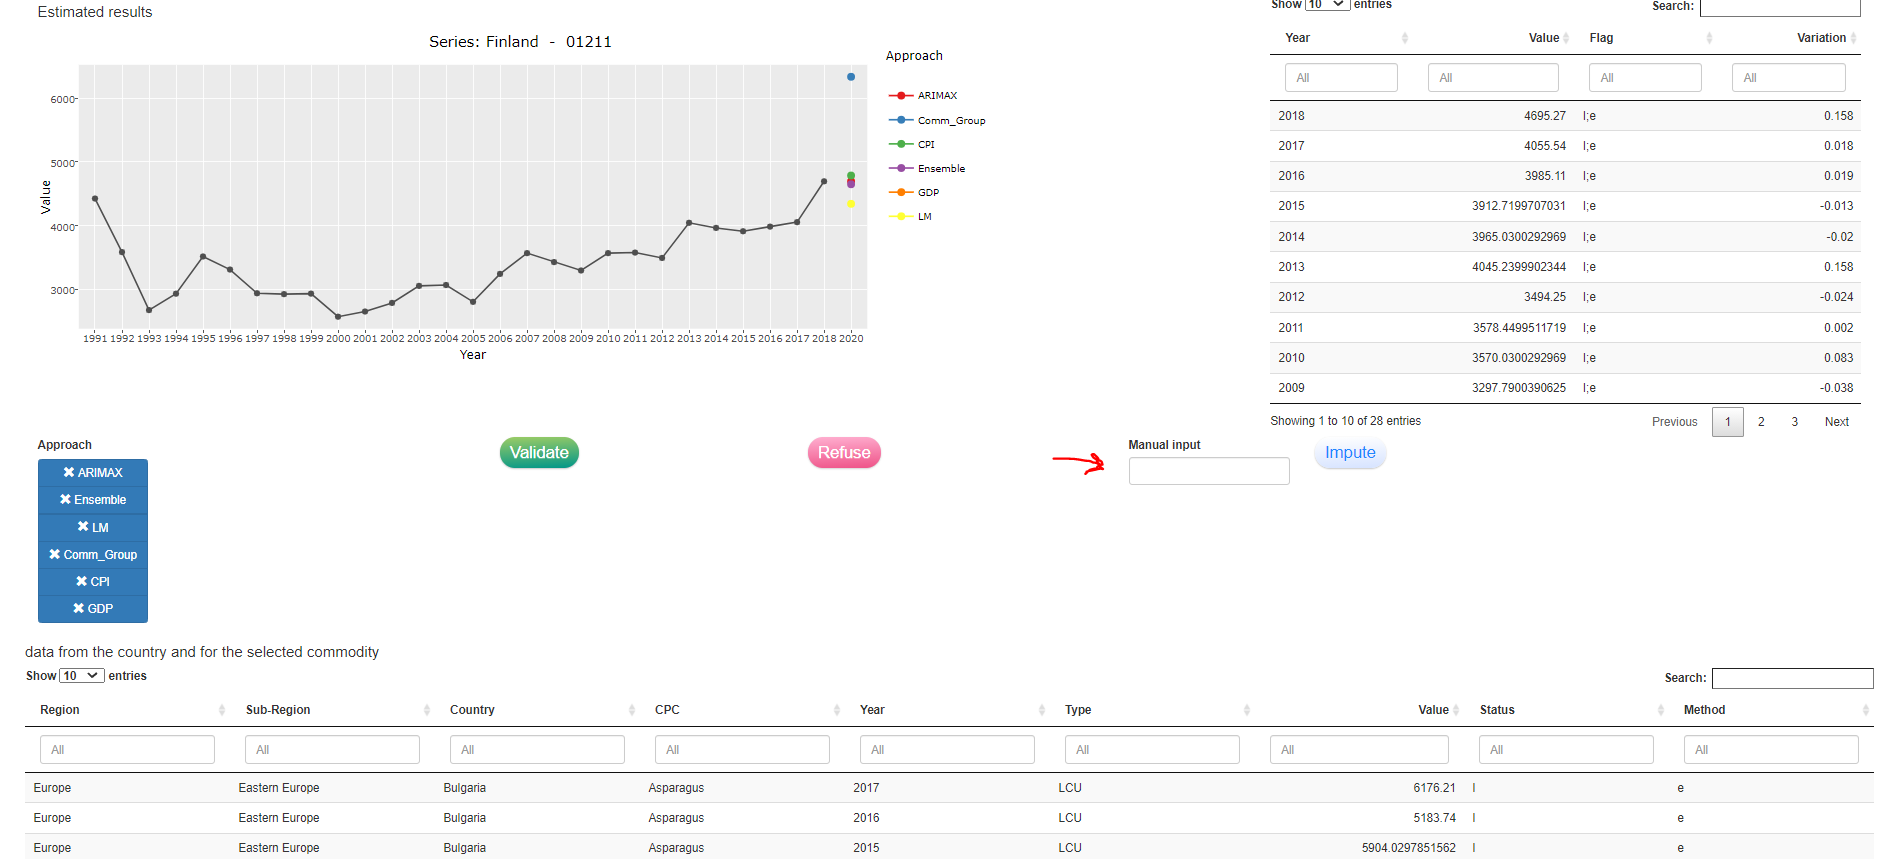 Estimated results
Show 10 entries
Search:
Series: Finland - 01211
Approach
ARIMAX
Comm_Group
CPI
Ensemble
GDP
LM
Value
6000
5000
4000
3000
1991 1992 1993 1994 1995 1996 1997 1998 1999 2000 2001 2002 2003 2004 2005 2006 2007 2008 2009 2010 2011 2012 2013 2014 2015 2016 2017 2018 2020
Year
Year Value Flag Variation
All All All All
2018 4695.27 I;e 0.158
2017 4055.54 I;e 0.018
2016 3985.11 I;e 0.019
2015 3912.7199707031 I;e -0.013
2014 3965.0300292969 I;e -0.02
2013 4045.2399902344 I;e 0.158
2012 3494.25 I;e -0.024
2011 3578.4499511719 I;e 0.002
2010 3570.0300292969 I;e 0.083
2009 3297.7900390625 I;e -0.038
Showing 1 to 10 of 28 entries
Previous 1 2 3 Next
Approach
ARIMAX
Ensemble
LM
Comm_Group
CPI
GDP
Validate
Refuse
Manual input
Impute
data from the country and for the selected commodity
Show 10 entries
Search:
Region Sub-Region Country CPC Year Type Value Status Method
All All All All All All All All All
Europe Eastern Europe Bulgaria Asparagus 2017 LCU 6176.21 I e
Europe Eastern Europe Bulgaria Asparagus 2016 LCU 5183.74 I e
Europe Eastern Europe Bulgaria Asparagus 2015 LCU 5904.0297851562 I e